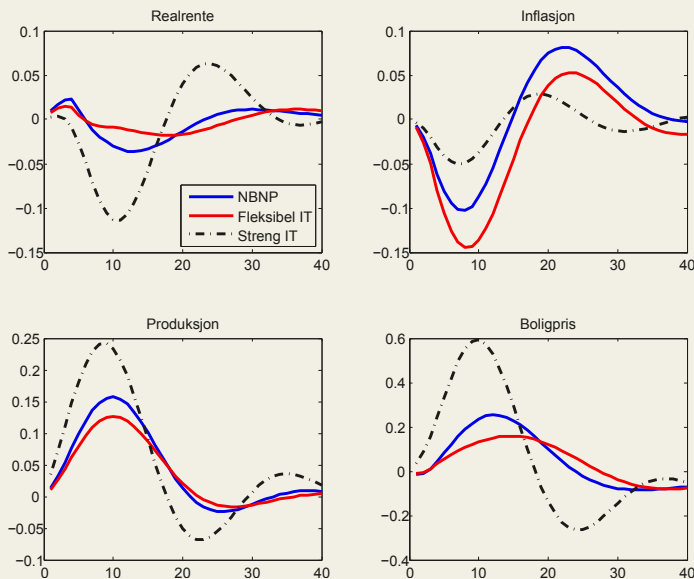 Realrente
0.1
0.05
0
−0.05
−0.1
−0.15
0 10 20 30 40
NBNP
Fleksibel IT
Streng IT
Inflasjon
0.1
0.05
0
−0.05
−0.1
−0.15
0 10 20 30 40
Produksjon
0.25
0.2
0.15
0.1
0.05
0
−0.05
−0.1
0 10 20 30 40
Boligpris
0.6
0.4
0.2
0
−0.2
−0.4
0 10 20 30 40